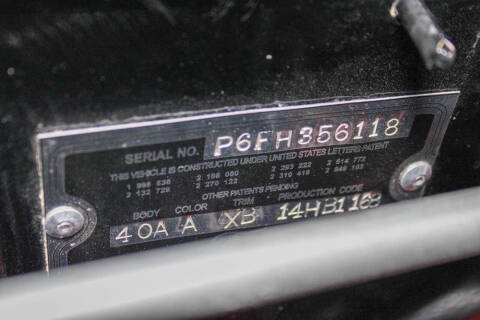 SERIAL NO. P6FH356118
THIS VEHICLE IS CONSTRUCTED UNDER UNITED STATES LETTERS PATENT
OTHER PATENTS PENDING
BODY COLOR TRIM PRODUCTION CODE
40A A XB 14HB1168